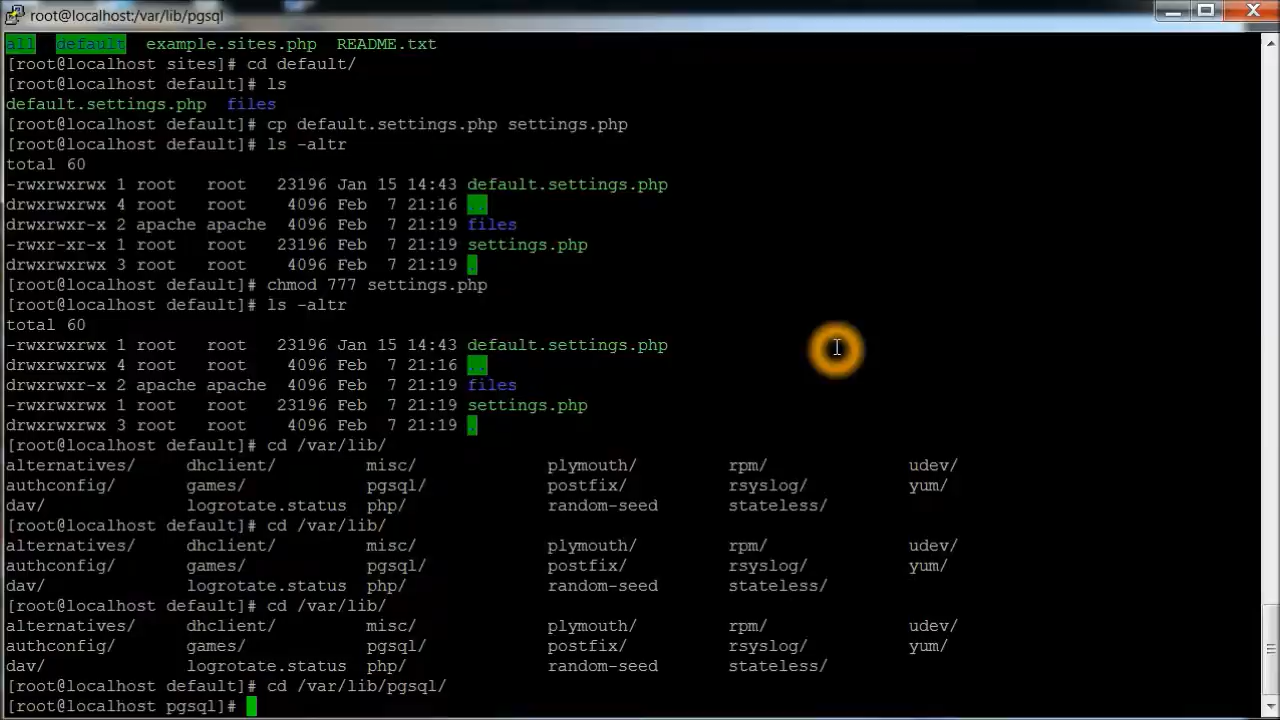 root@localhost:/var/lib/pgsql
all default example.sites.php README.txt
[root@localhost sites]# cd default/
[root@localhost default]# ls
default.settings.php files
[root@localhost default]# cp default.settings.php settings.php
[root@localhost default]# ls -altr
total 60
-rwxrwxrwx 1 root root 23196 Jan 15 14:43 default.settings.php
drwxrwxrwx 4 root root 4096 Feb 7 21:16 ..
drwxrwxr-x 2 apache apache 4096 Feb 7 21:19 files
-rwxr-xr-x 1 root root 23196 Feb 7 21:19 settings.php
drwxrwxrwx 3 root root 4096 Feb 7 21:19 .
[root@localhost default]# chmod 777 settings.php
[root@localhost default]# ls -altr
total 60
-rwxrwxrwx 1 root root 23196 Jan 15 14:43 default.settings.php
drwxrwxrwx 4 root root 4096 Feb 7 21:16 ..
drwxrwxr-x 2 apache apache 4096 Feb 7 21:19 files
-rwxrwxrwx 1 root root 23196 Feb 7 21:19 settings.php
drwxrwxrwx 3 root root 4096 Feb 7 21:19 .
[root@localhost default]# cd /var/lib/
alternatives/ dhclient/ misc/ plymouth/ rpm/ udev/
authconfig/ games/ pgsql/ postfix/ rsyslog/ yum/
dav/ logrotate.status php/ random-seed stateless/
[root@localhost default]# cd /var/lib/
alternatives/ dhclient/ misc/ plymouth/ rpm/ udev/
authconfig/ games/ pgsql/ postfix/ rsyslog/ yum/
dav/ logrotate.status php/ random-seed stateless/
[root@localhost default]# cd /var/lib/
alternatives/ dhclient/ misc/ plymouth/ rpm/ udev/
authconfig/ games/ pgsql/ postfix/ rsyslog/ yum/
dav/ logrotate.status php/ random-seed stateless/
[root@localhost default]# cd /var/lib/pgsql/
[root@localhost pgsql]#